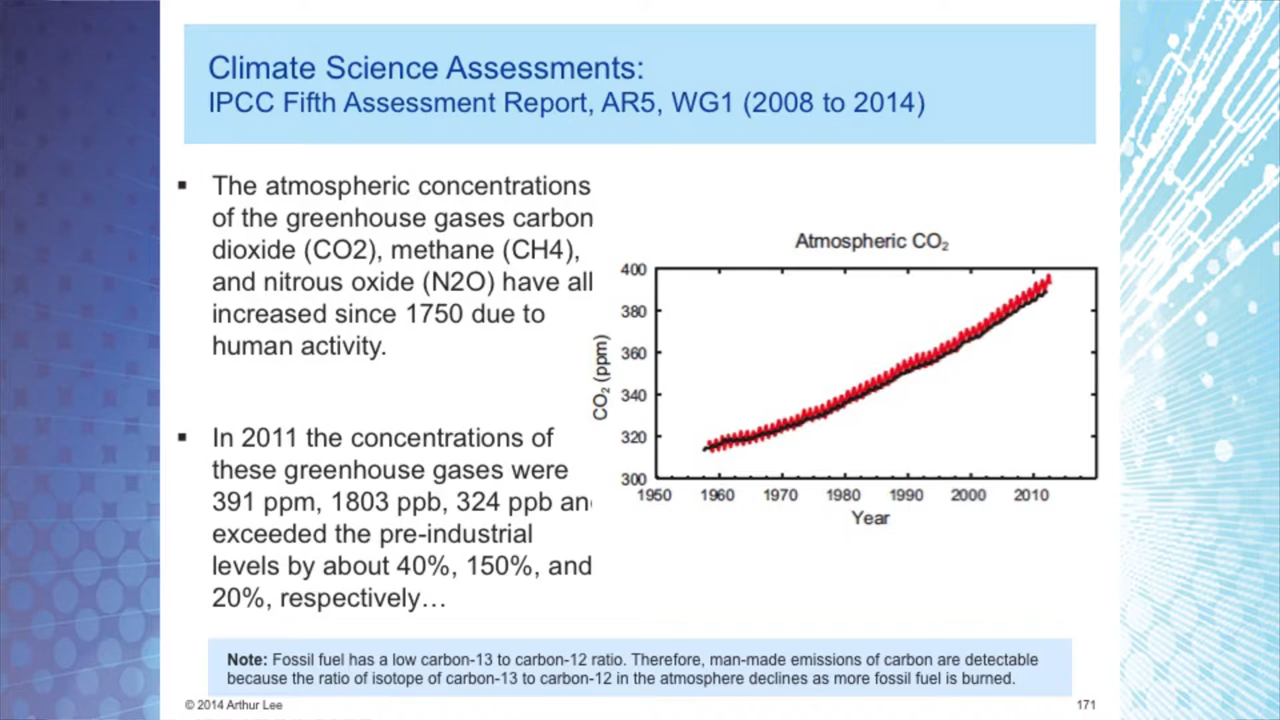 Climate Science Assessments:
IPCC Fifth Assessment Report, AR5, WG1 (2008 to 2014)
▪ The atmospheric concentrations
of the greenhouse gases carbon
dioxide (CO2), methane (CH4),
and nitrous oxide (N2O) have all
increased since 1750 due to
human activity.
▪ In 2011 the concentrations of
these greenhouse gases were
391 ppm, 1803 ppb, 324 ppb an
exceeded the pre-industrial
levels by about 40%, 150%, and
20%, respectively…
Atmospheric CO₂
CO₂ (ppm)
400
380
360
340
320
300
1950 1960 1970 1980 1990 2000 2010
Year
Note: Fossil fuel has a low carbon-13 to carbon-12 ratio. Therefore, man-made emissions of carbon are detectable
because the ratio of isotope of carbon-13 to carbon-12 in the atmosphere declines as more fossil fuel is burned.
© 2014 Arthur Lee
171